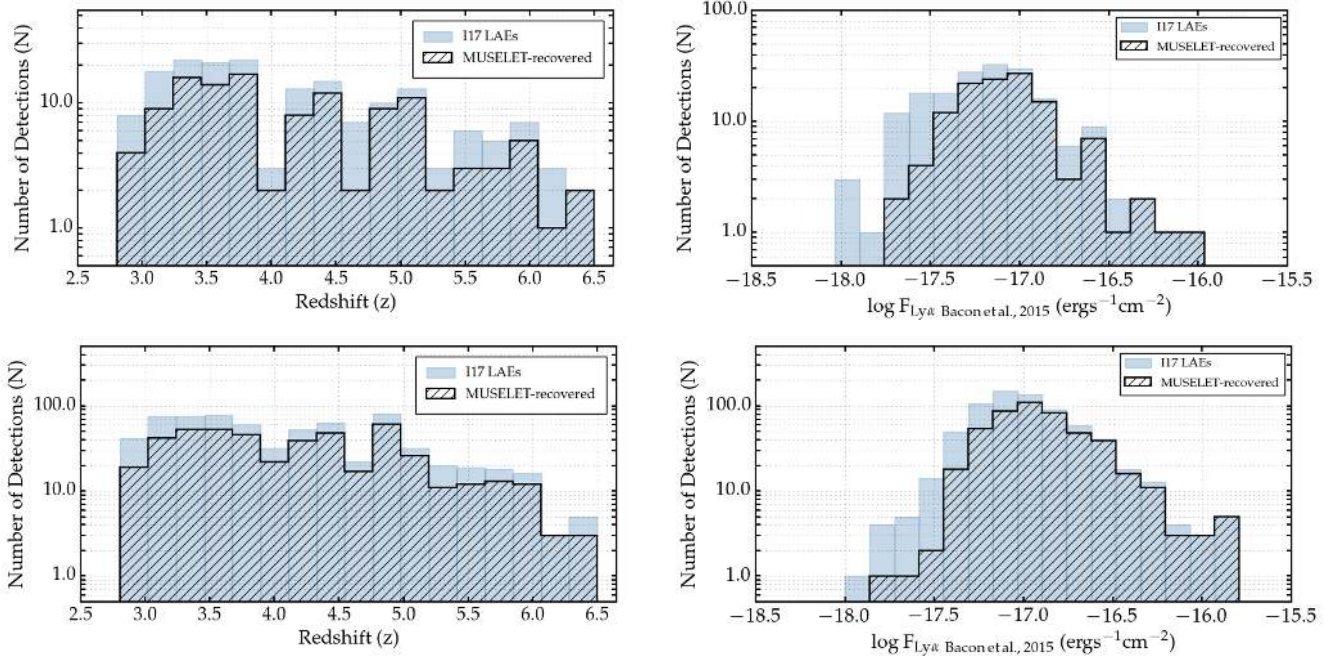 Number of Detections (N)
10.0
1.0
I17 LAEs
MUSELET-recovered
2.5 3.0 3.5 4.0 4.5 5.0 5.5 6.0 6.5
Redshift (z)
Number of Detections (N)
100.0
10.0
1.0
I17 LAEs
MUSELET-recovered
−18.5 −18.0 −17.5 −17.0 −16.5 −16.0 −15.5
log F Lyα Bacon et al., 2015 (ergs−1cm−2)
Number of Detections (N)
100.0
10.0
1.0
I17 LAEs
MUSELET-recovered
2.5 3.0 3.5 4.0 4.5 5.0 5.5 6.0 6.5
Redshift (z)
Number of Detections (N)
100.0
10.0
1.0
I17 LAEs
MUSELET-recovered
−18.5 −18.0 −17.5 −17.0 −16.5 −16.0 −15.5
log F Lyα Bacon et al., 2015 (ergs−1cm−2)